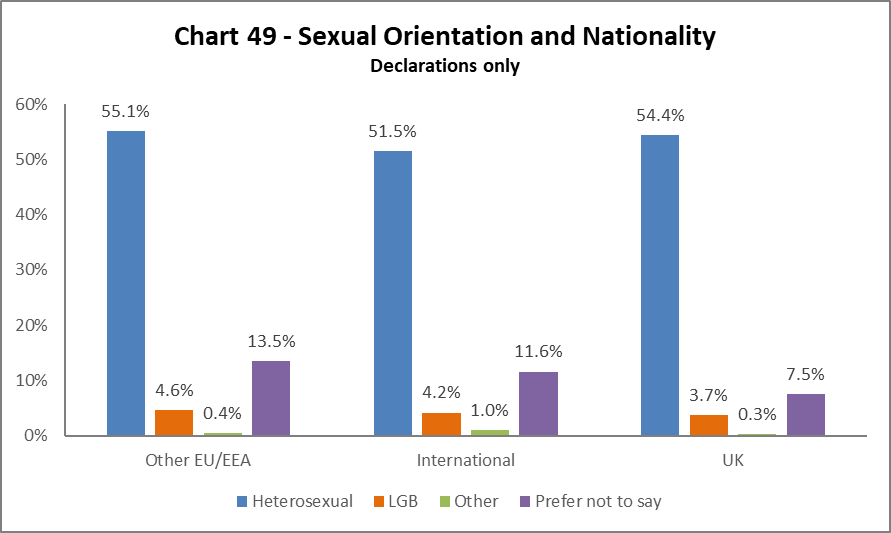 Chart 49 - Sexual Orientation and Nationality
Declarations only
60%
50%
40%
30%
20%
10%
0%
55.1%
4.6%
0.4%
13.5%
51.5%
4.2%
1.0%
11.6%
54.4%
3.7%
0.3%
7.5%
Other EU/EEA
International
UK
Heterosexual
LGB
Other
Prefer not to say